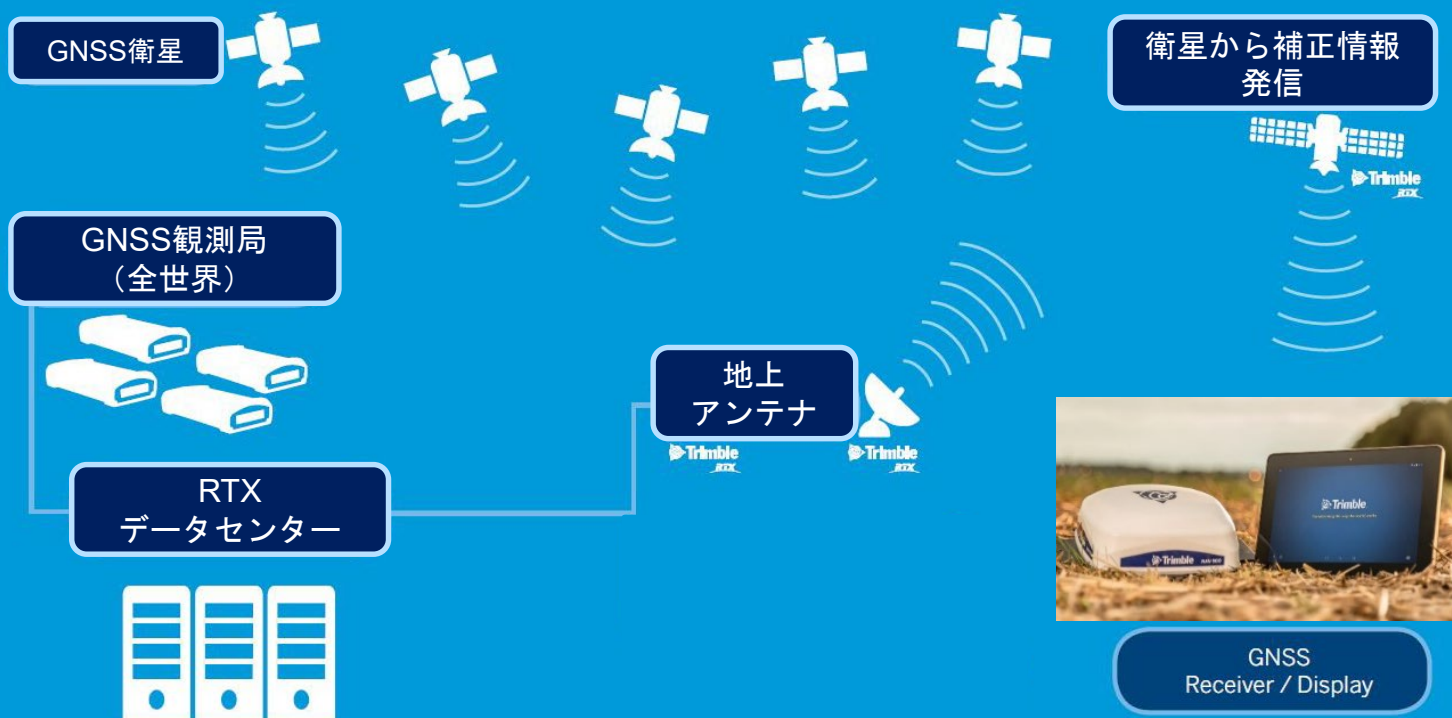 GNSS衛星
衛星から補正情報
発信
Trimble
RTX
GNSS観測局
（全世界）
地上
アンテナ
Trimble
RTX
Trimble
RTX
RTX
データセンター
Trimble
Trimble
GNSS
Receiver / Display